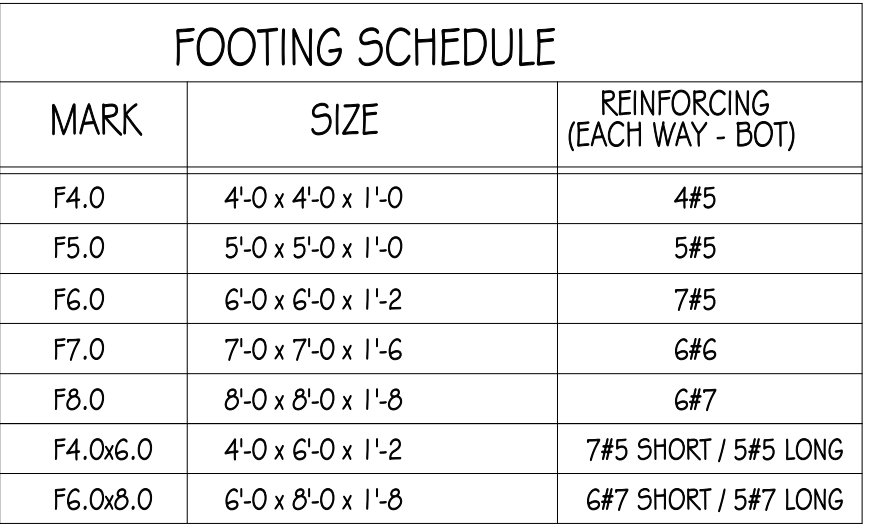 FOOTING SCHEDULE
MARK SIZE REINFORCING
(EACH WAY - BOT)
F4.0 4'-0 x 4'-0 x 1'-0 4#5
F5.0 5'-0 x 5'-0 x 1'-0 5#5
F6.0 6'-0 x 6'-0 x 1'-2 7#5
F7.0 7'-0 x 7'-0 x 1'-6 6#6
F8.0 8'-0 x 8'-0 x 1'-8 6#7
F4.0x6.0 4'-0 x 6'-0 x 1'-2 7#5 SHORT / 5#5 LONG
F6.0x8.0 6'-0 x 8'-0 x 1'-8 6#7 SHORT / 5#7 LONG